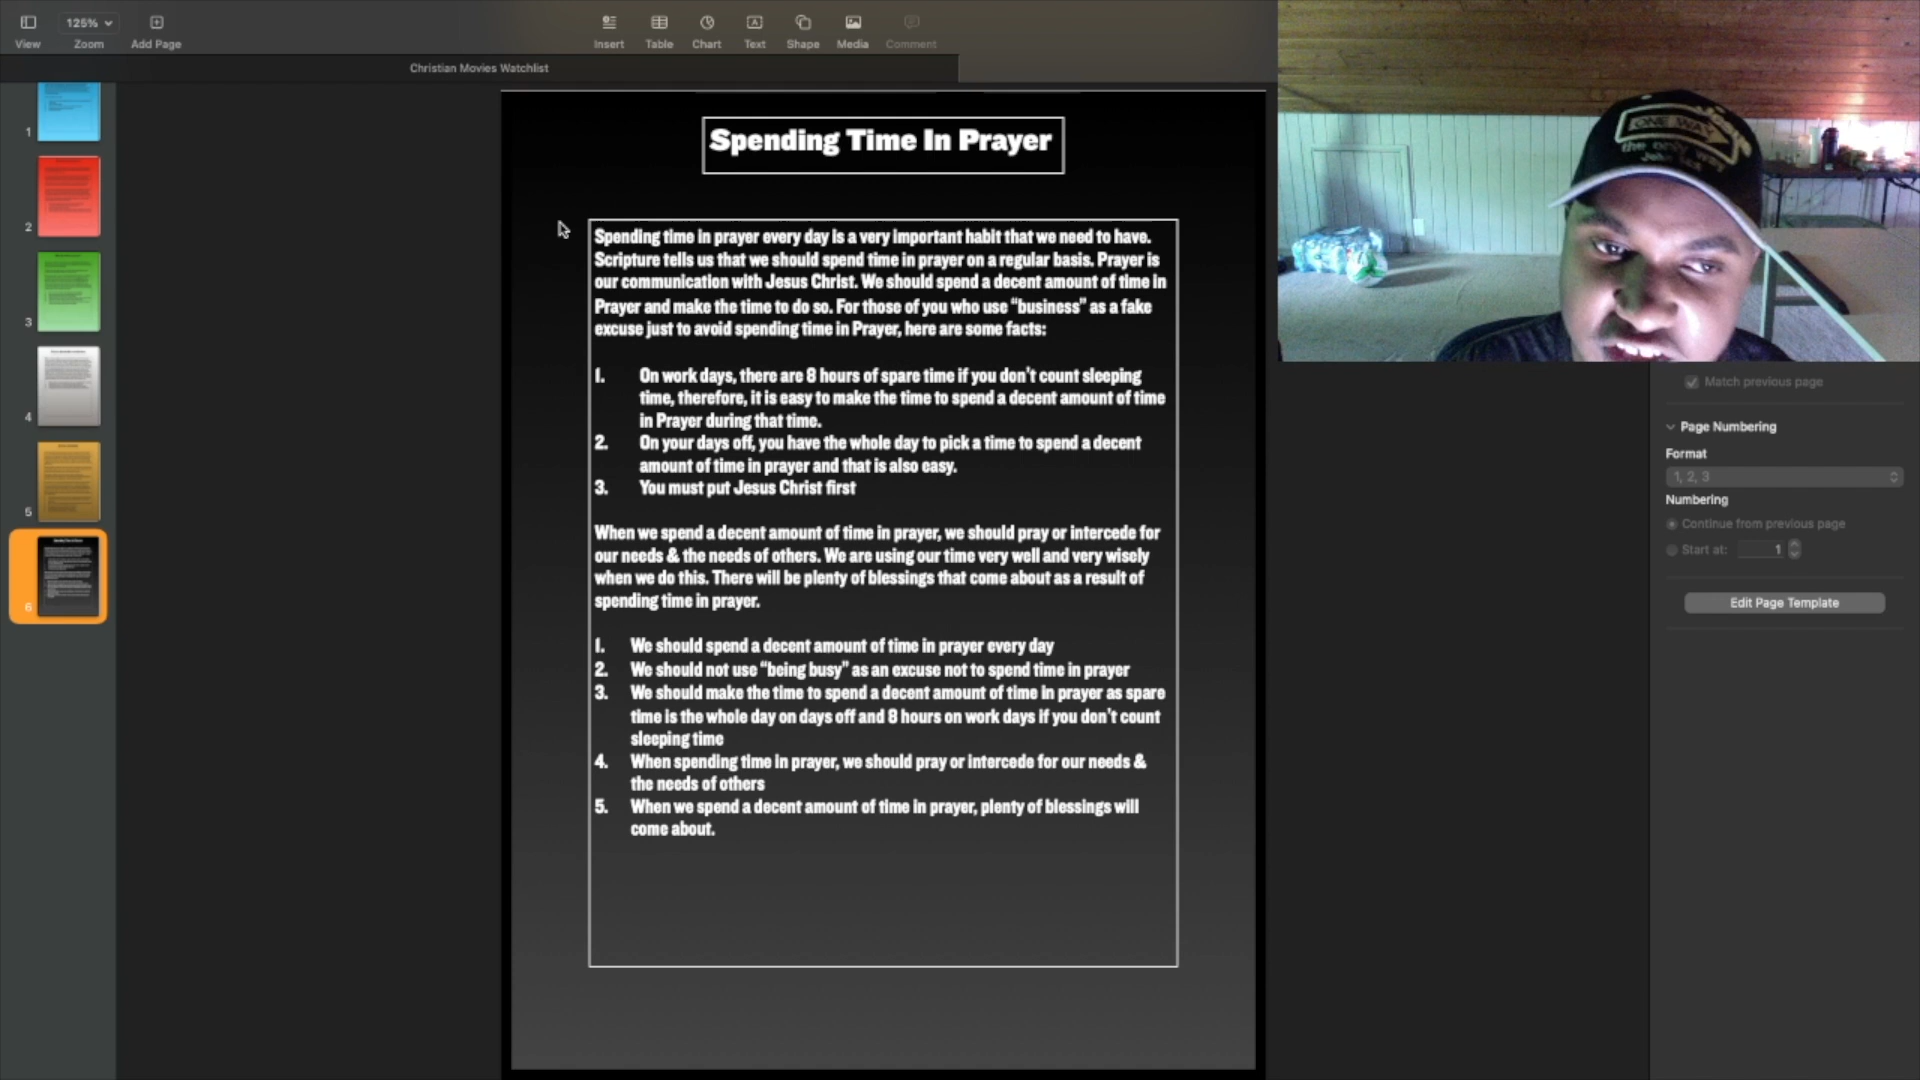 125%
View
Zoom
Add Page
Insert
Table
Chart
Text
Shape
Media
Comment
Christian Movies Watchlist
1
2
3
4
5
6
Spending Time In Prayer
Spending time in prayer every day is a very important habit that we need to have.
Scripture tells us that we should spend time in prayer on a regular basis. Prayer is
our communication with Jesus Christ. We should spend a decent amount of time in
Prayer and make the time to do so. For those of you who use “business” as a fake
excuse just to avoid spending time in Prayer, here are some facts:
1. On work days, there are 8 hours of spare time if you don’t count sleeping
time, therefore, it is easy to make the time to spend a decent amount of time
in Prayer during that time.
2. On your days off, you have the whole day to pick a time to spend a decent
amount of time in prayer and that is also easy.
3. You must put Jesus Christ first
When we spend a decent amount of time in prayer, we should pray or intercede for
our needs & the needs of others. We are using our time very well and very wisely
when we do this. There will be plenty of blessings that come about as a result of
spending time in prayer.
1. We should spend a decent amount of time in prayer every day
2. We should not use “being busy” as an excuse not to spend time in prayer
3. We should make the time to spend a decent amount of time in prayer as spare
time is the whole day on days off and 8 hours on work days if you don’t count
sleeping time
4. When spending time in prayer, we should pray or intercede for our needs &
the needs of others
5. When we spend a decent amount of time in prayer, plenty of blessings will
come about.
ONE WAY
the only way
John
Match previous page
Page Numbering
Format
1, 2, 3
Numbering
Continue from previous page
Start at: 1
Edit Page Template